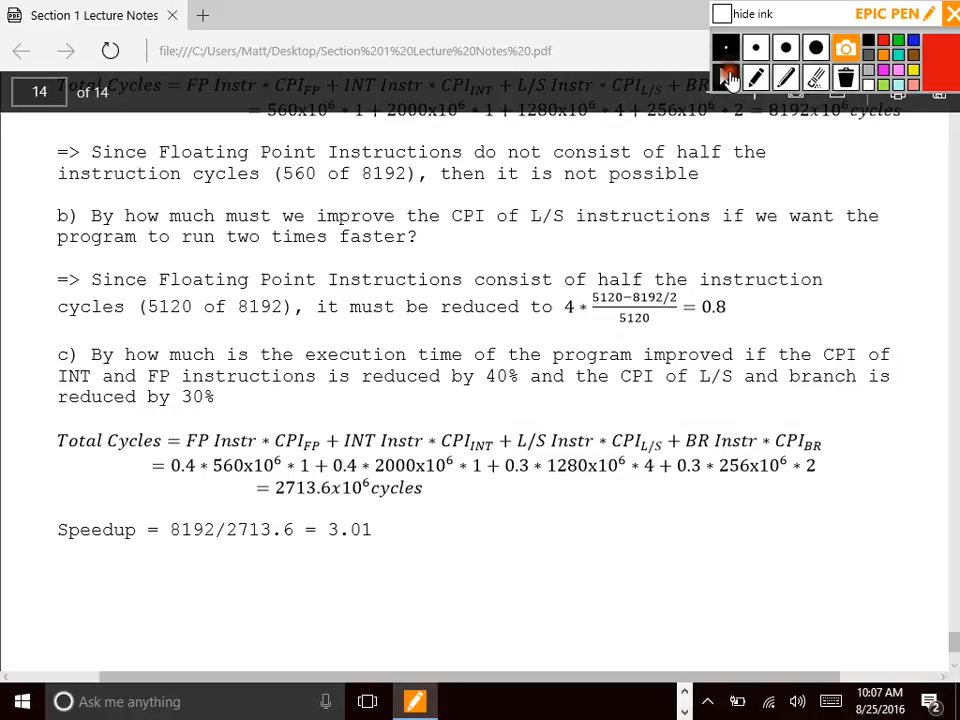 Section 1 Lecture Notes
hide ink
EPIC PEN
file:///C:/Users/Matt/Desktop/Section%201%20Lecture%20Notes%20.pdf
Total Cycles = FP Instr * CPI_FP + INT Instr * CPI_INT + L/S Instr * CPI_L/S + BR
14 of 14
= 560x10^6 * 1 + 2000x10^6 * 1 + 1280x10^6 * 4 + 256x10^6 * 2 = 8192x10^6 cycles
=> Since Floating Point Instructions do not consist of half the
instruction cycles (560 of 8192), then it is not possible
b) By how much must we improve the CPI of L/S instructions if we want the
program to run two times faster?
=> Since Floating Point Instructions consist of half the instruction
cycles (5120 of 8192), it must be reduced to 4 * (5120−8192/2)/5120 = 0.8
c) By how much is the execution time of the program improved if the CPI of
INT and FP instructions is reduced by 40% and the CPI of L/S and branch is
reduced by 30%
Total Cycles = FP Instr * CPI_FP + INT Instr * CPI_INT + L/S Instr * CPI_L/S + BR Instr * CPI_BR
= 0.4 * 560x10^6 * 1 + 0.4 * 2000x10^6 * 1 + 0.3 * 1280x10^6 * 4 + 0.3 * 256x10^6 * 2
= 2713.6x10^6 cycles
Speedup = 8192/2713.6 = 3.01
Ask me anything
10:07 AM
8/25/2016
2